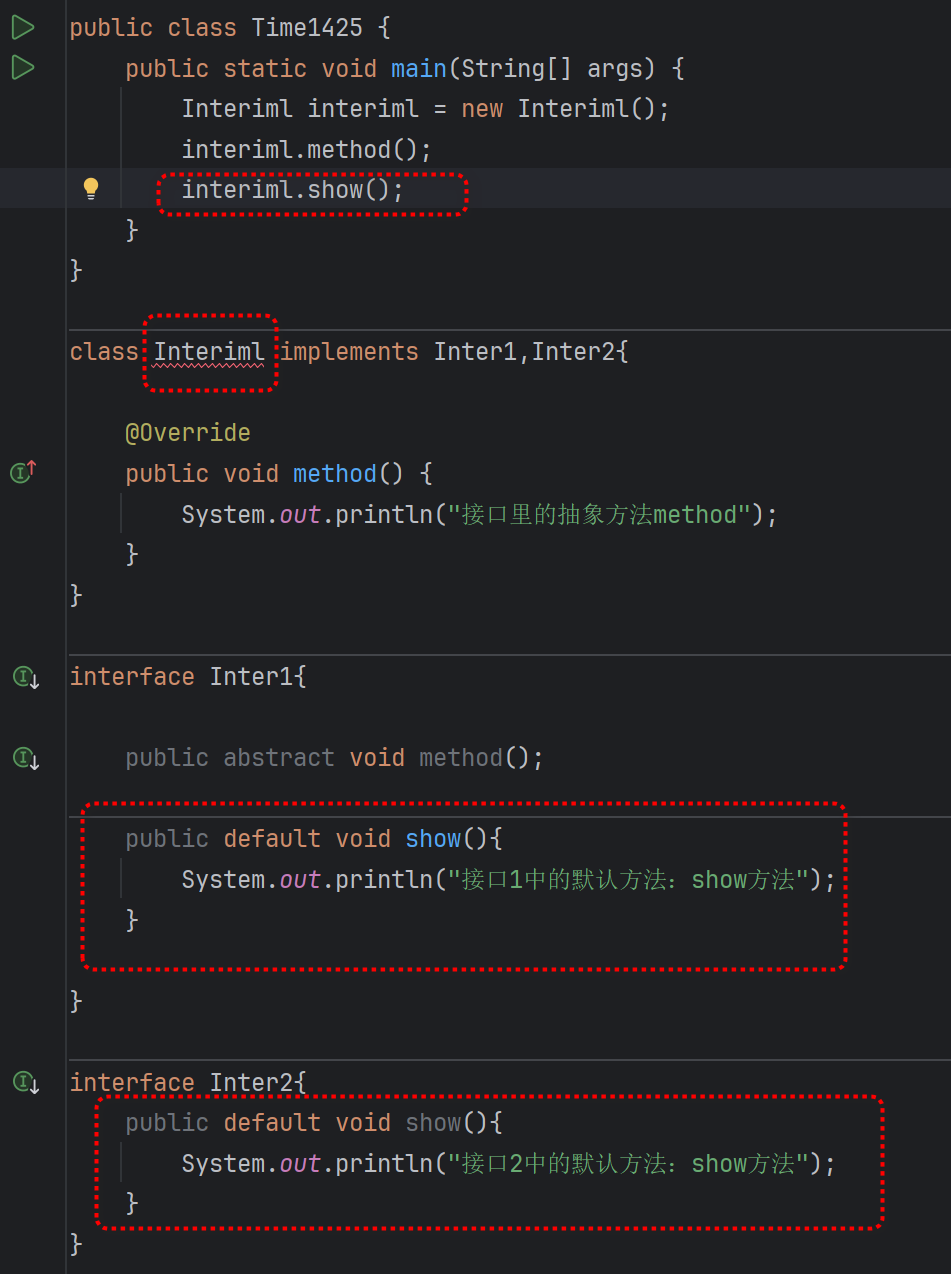 public class Time1425 {
public static void main(String[] args) {
Interiml interiml = new Interiml();
interiml.method();
interiml.show();
}
}
class Interiml implements Inter1,Inter2{
@Override
public void method() {
System.out.println("接口里的抽象方法method");
}
}
interface Inter1{
public abstract void method();
public default void show(){
System.out.println("接口1中的默认方法：show方法");
}
}
interface Inter2{
public default void show(){
System.out.println("接口2中的默认方法：show方法");
}
}